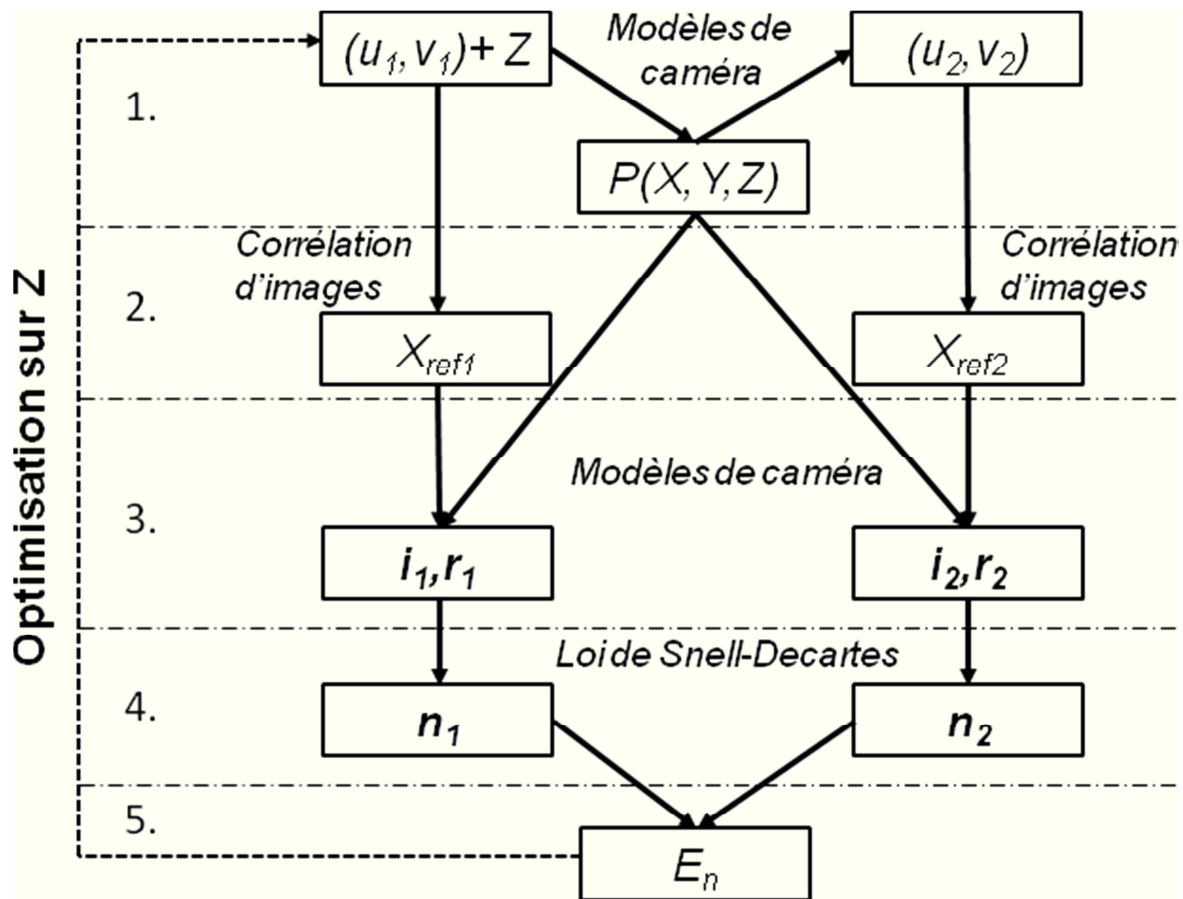 Optimisation sur Z
(u1,v1)+ Z
Modèles de
caméra
(u2,v2)
1.
P(X,Y,Z)
Corrélation
d'images
Corrélation
d'images
2.
Xref1
Xref2
Modèles de caméra
3.
i1,r1
i2,r2
Loi de Snell-Decartes
4.
n1
n2
5.
En